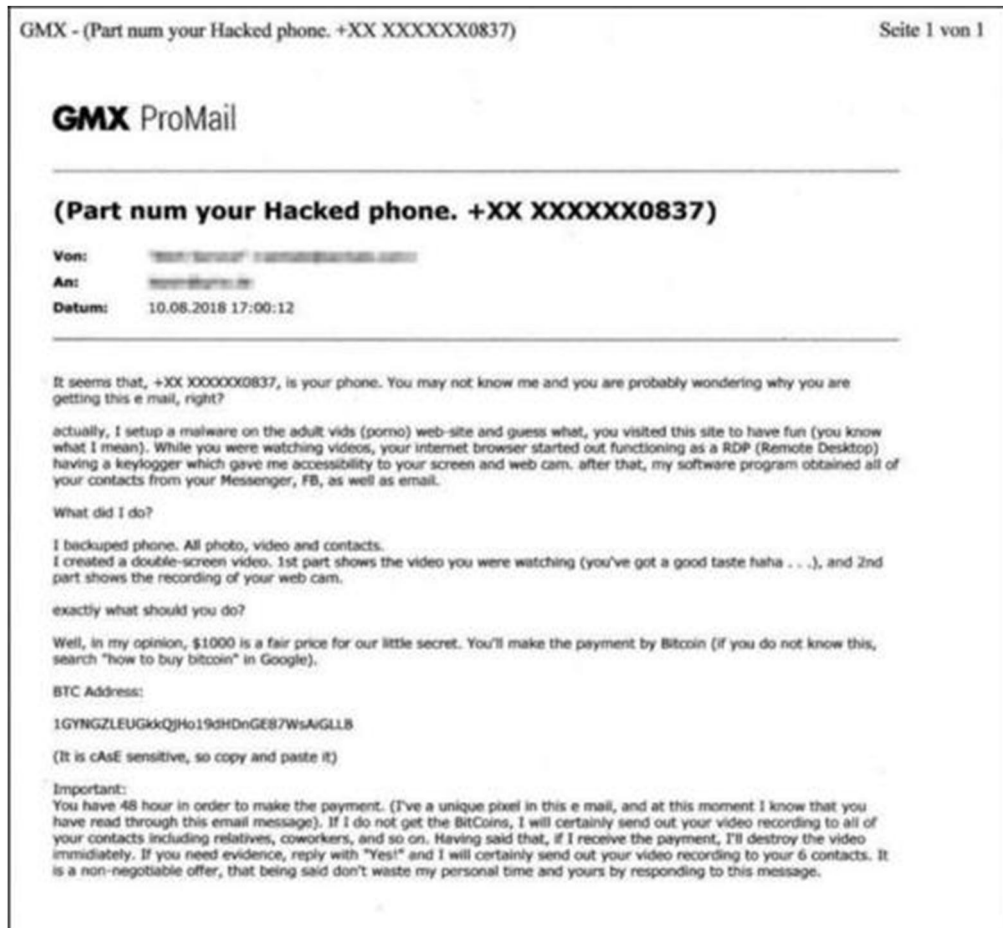 GMX - (Part num your Hacked phone. +XX XXXXXX0837) Seite 1 von 1
GMX ProMail
(Part num your Hacked phone. +XX XXXXXX0837)
Von:
An:
Datum: 10.08.2018 17:00:12
It seems that, +XX XXXXXX0837, is your phone. You may not know me and you are probably wondering why you are
getting this e mail, right?
actually, I setup a malware on the adult vids (porno) web-site and guess what, you visited this site to have fun (you know
what I mean). While you were watching videos, your internet browser started out functioning as a RDP (Remote Desktop)
having a keylogger which gave me accessibility to your screen and web cam. after that, my software program obtained all of
your contacts from your Messenger, FB, as well as email.
What did I do?
I backuped phone. All photo, video and contacts.
I created a double-screen video. 1st part shows the video you were watching (you've got a good taste haha . . .), and 2nd
part shows the recording of your web cam.
exactly what should you do?
Well, in my opinion, $1000 is a fair price for our little secret. You'll make the payment by Bitcoin (if you do not know this,
search "how to buy bitcoin" in Google).
BTC Address:
(It is cAsE sensitive, so copy and paste it)
Important:
You have 48 hour in order to make the payment. (I've a unique pixel in this e mail, and at this moment I know that you
have read through this email message). If I do not get the BitCoins, I will certainly send out your video recording to all of
your contacts including relatives, coworkers, and so on. Having said that, if I receive the payment, I'll destroy the video
immidiately. If you need evidence, reply with "Yes!" and I will certainly send out your video recording to your 6 contacts. It
is a non-negotiable offer, that being said don't waste my personal time and yours by responding to this message.